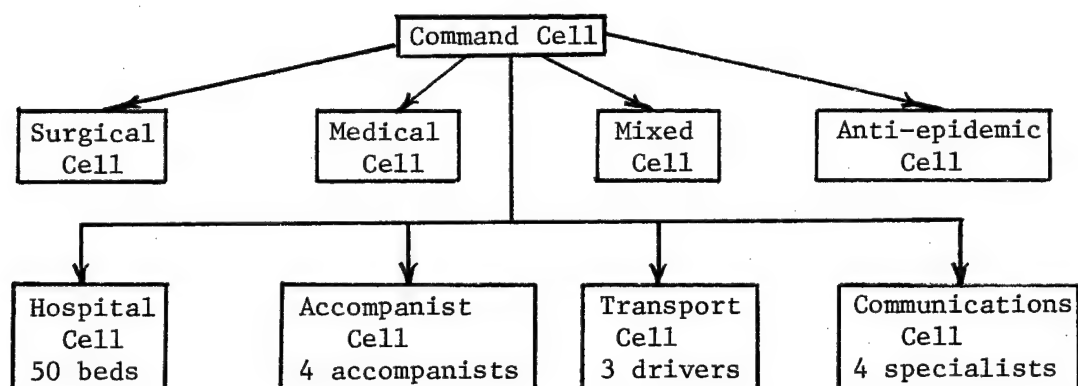 Command Cell
Surgical
Cell
Medical
Cell
Mixed
Cell
Anti-epidemic
Cell
Hospital
Cell
50 beds
Accompanist
Cell
4 accompanists
Transport
Cell
3 drivers
Communications
Cell
4 specialists